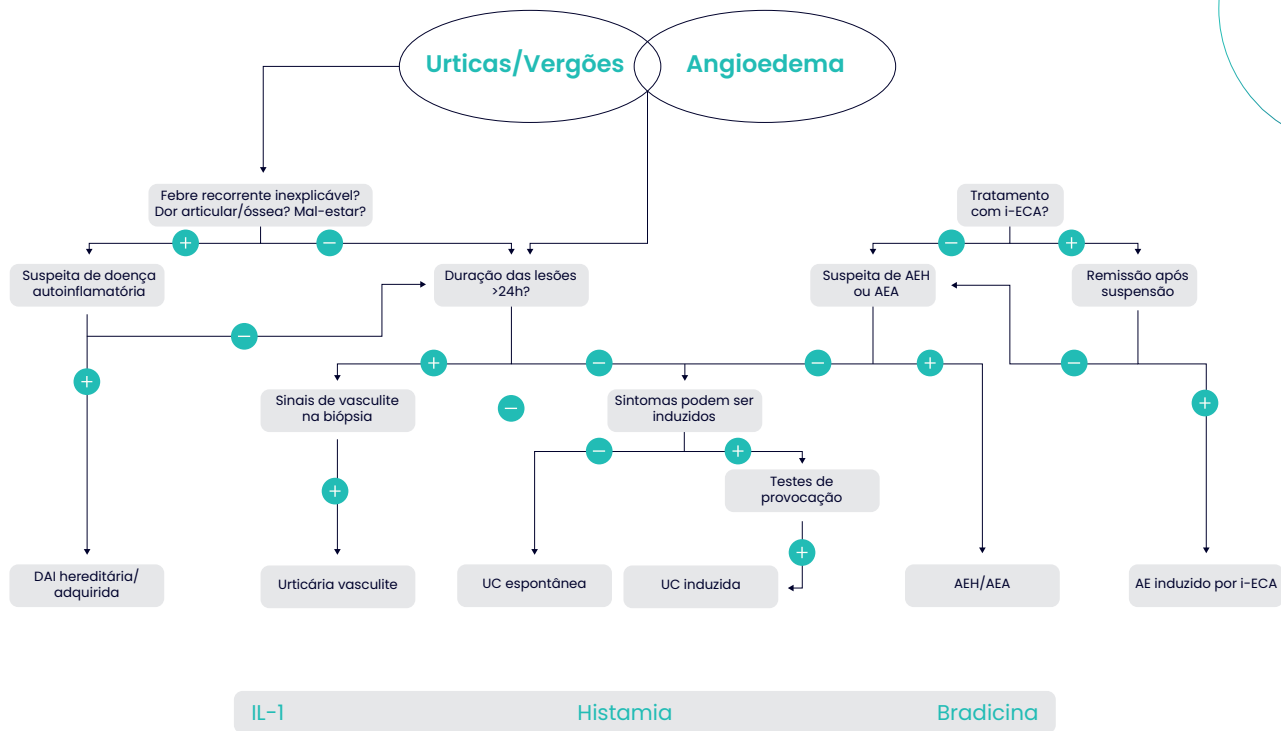 Urticas/Vergões
Angioedema
Febre recorrente inexplicável?
Dor articular/óssea? Mal-estar?
Tratamento
com i-ECA?
+
−
−
+
Suspeita de doença
autoinflamatória
Duração das lesões
>24h?
Suspeita de AEH
ou AEA
Remissão após
suspensão
−
+
+
−
−
+
−
+
Sinais de vasculite
na biópsia
−
Sintomas podem ser
induzidos
−
+
+
Testes de
provocação
+
DAI hereditária/
adquirida
Urticária vasculite
UC espontânea
UC induzida
AEH/AEA
AE induzido por i-ECA
IL-1
Histamia
Bradicina